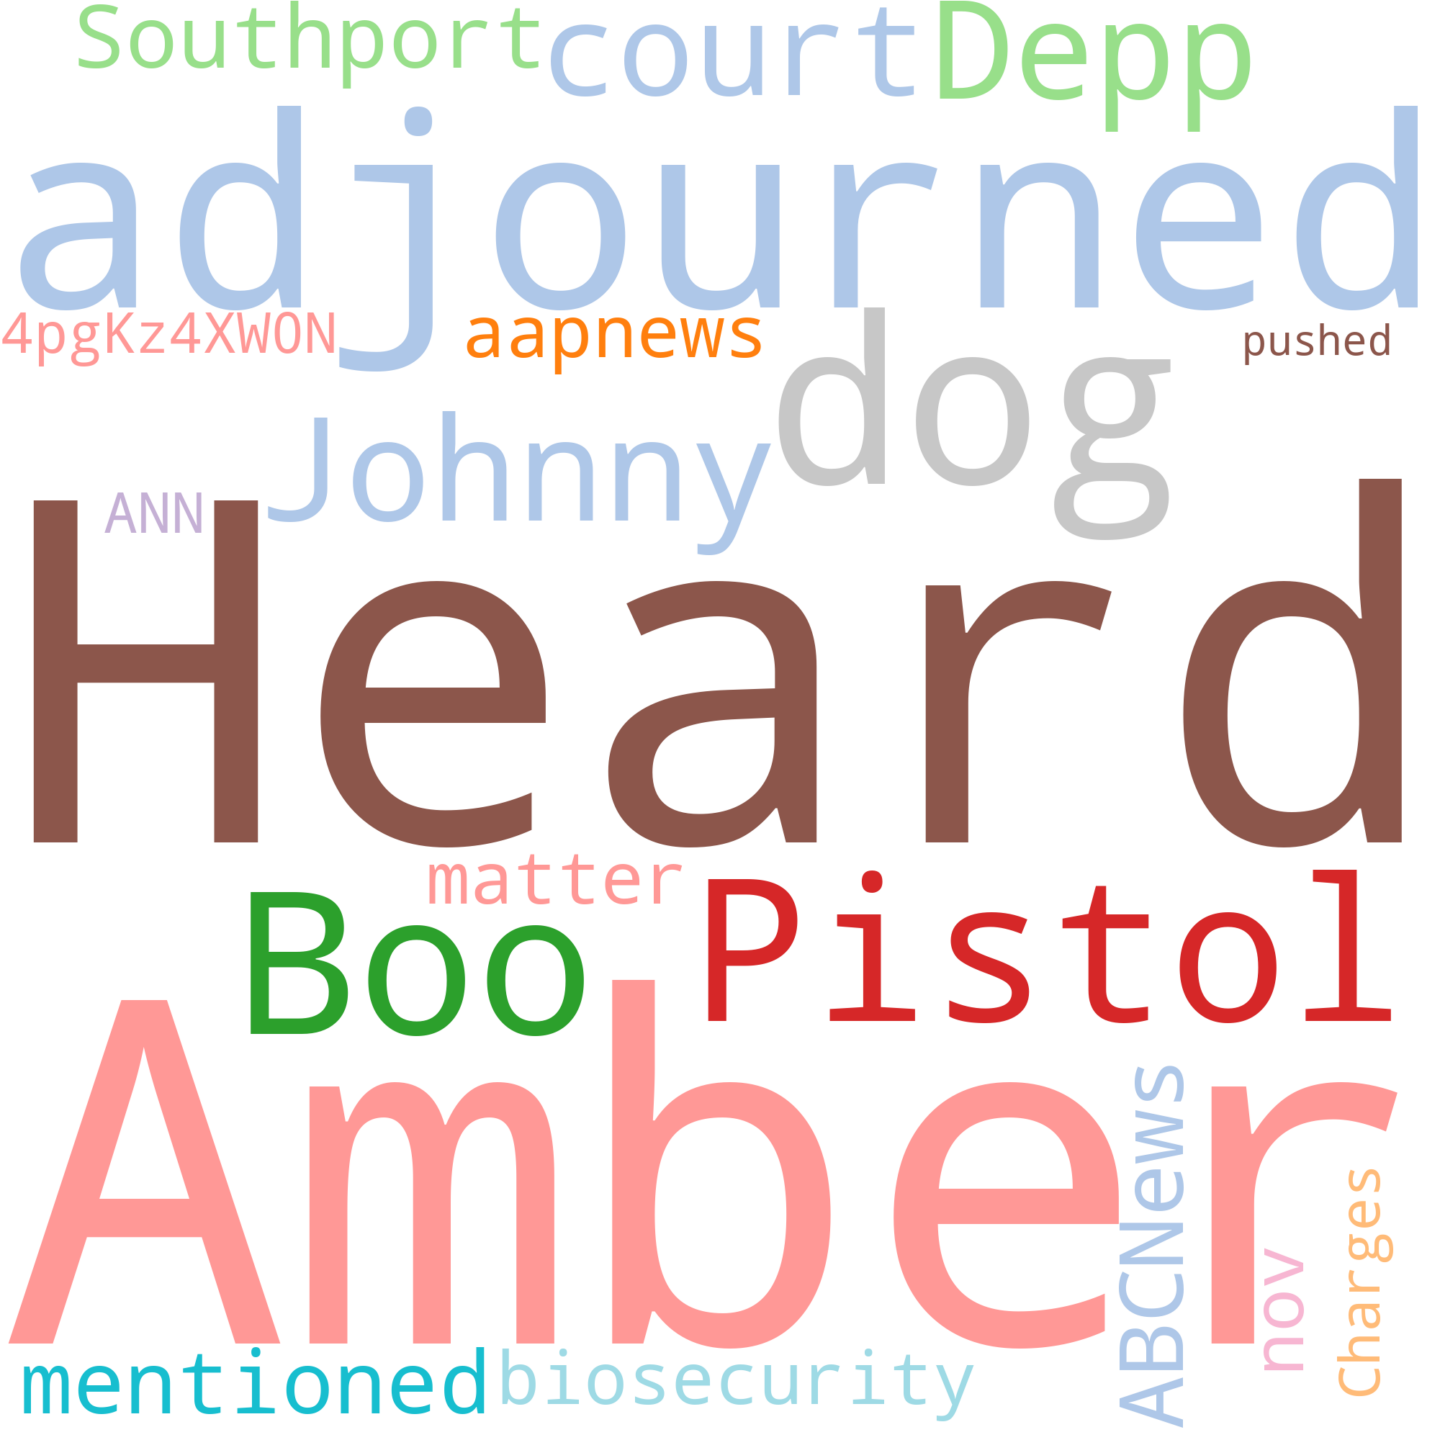 Southport court Depp
adjourned
4pgKz4XWON aapnews pushed
dog
Johnny
ANN
Heard
matter
Boo Pistol
Amber
ABCNews
nov
Charges
mentioned biosecurity